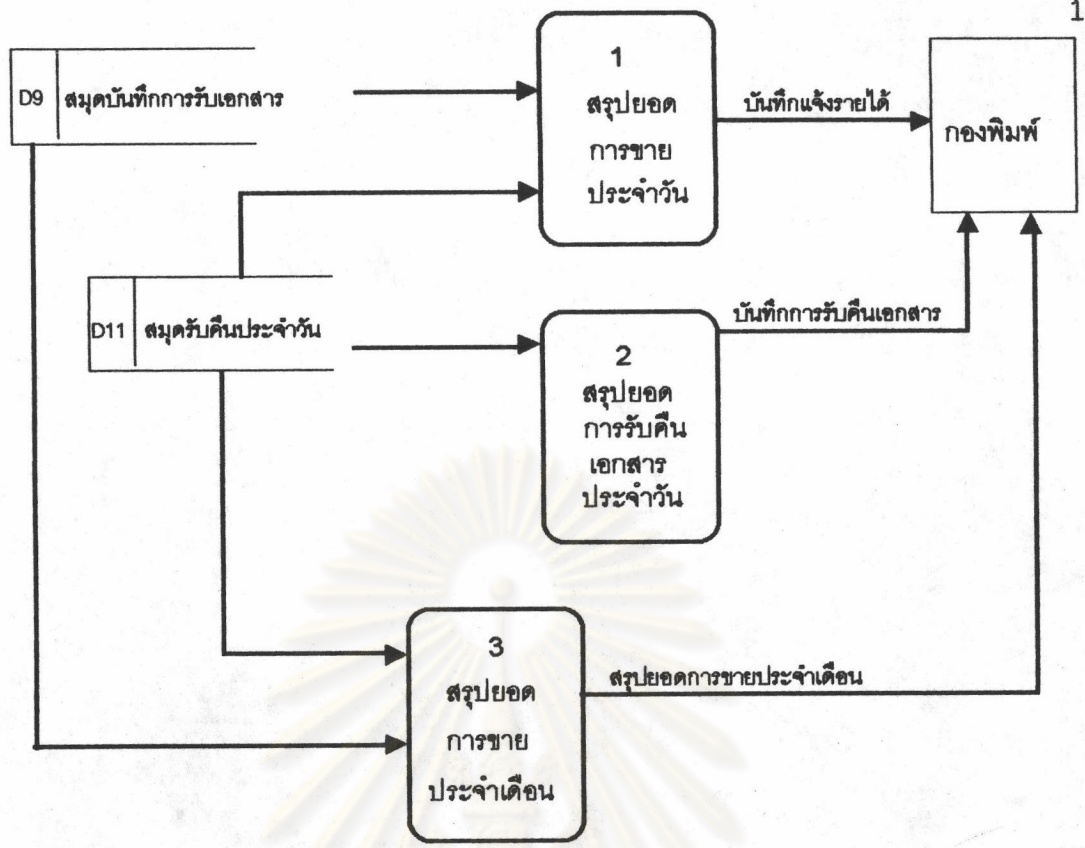 1
D9 สมุดบันทึกการรับเอกสาร
1
สรุปยอด
การขาย
ประจำวัน
บันทึกแจ้งรายได้
กองพิมพ์
D11 สมุดรับคืนประจำวัน
2
สรุปยอด
การรับคืน
เอกสาร
ประจำวัน
บันทึกการรับคืนเอกสาร
3
สรุปยอด
การขาย
ประจำเดือน
สรุปยอดการขายประจำเดือน